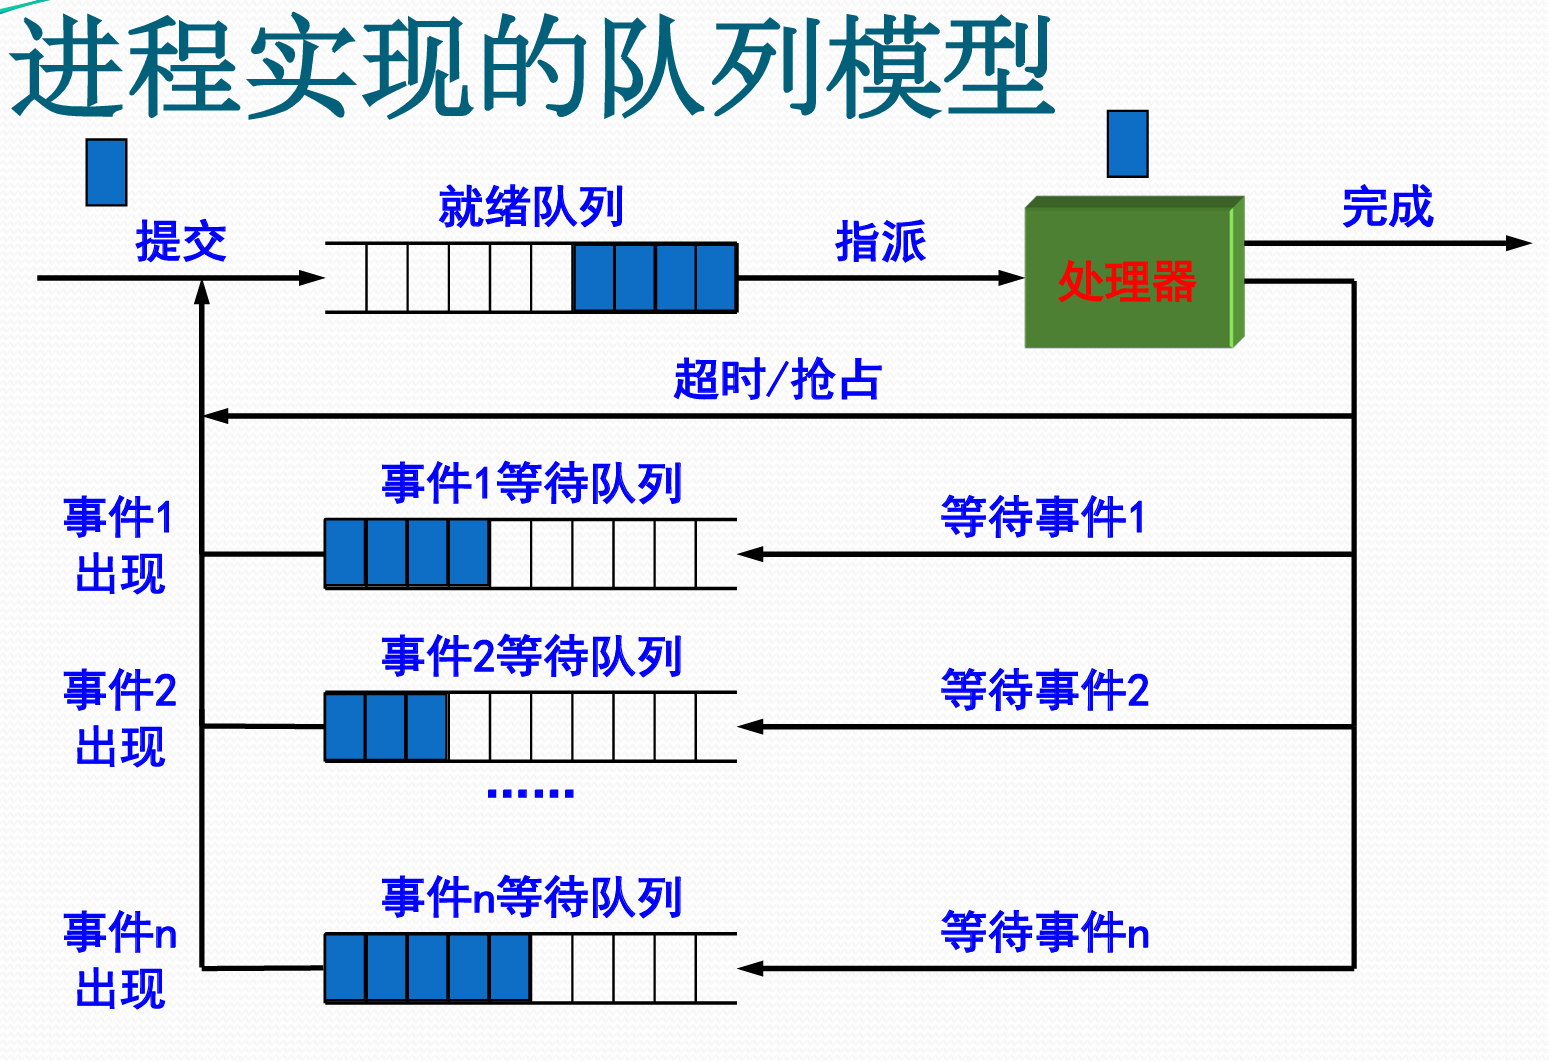 进程实现的队列模型
提交
就绪队列
指派
处理器
完成
超时/抢占
事件1
出现
事件1等待队列
等待事件1
事件2
出现
事件2等待队列
等待事件2
……
事件n
出现
事件n等待队列
等待事件n